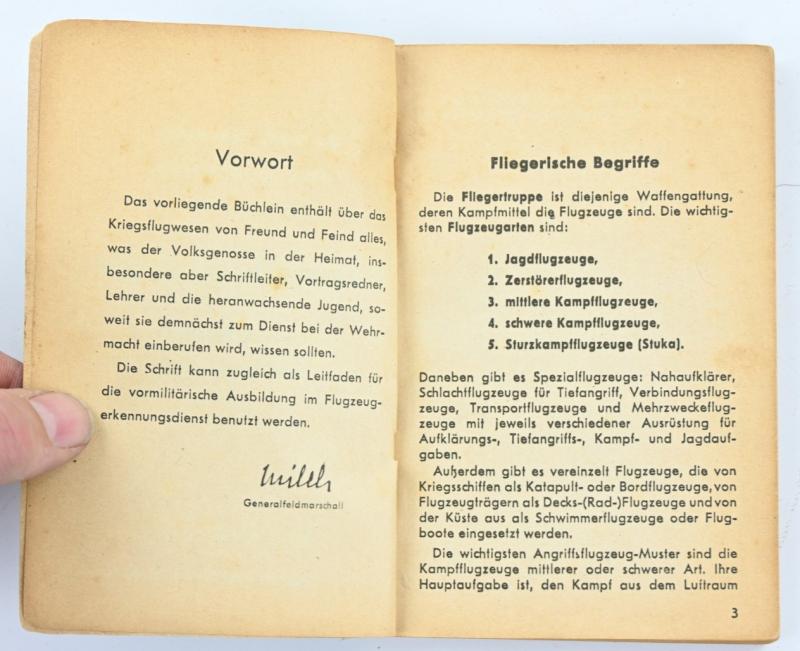 Vorwort
Das vorliegende Büchlein enthält über das
Kriegsflugwesen von Freund und Feind alles,
was der Volksgenosse in der Heimat, ins-
besondere aber Schriftleiter, Vortragsredner,
Lehrer und die heranwachsende Jugend, so-
weit sie demnächst zum Dienst bei der Wehr-
macht einberufen wird, wissen sollten.
Die Schrift kann zugleich als Leitfaden für
die vormilitärische Ausbildung im Flugzeug-
erkennungsdienst benutzt werden.
Milch
Generalfeldmarschall
Fliegerische Begriffe
Die Fliegertruppe ist diejenige Waffengattung,
deren Kampfmittel die Flugzeuge sind. Die wichtig-
sten Flugzeugarten sind:
1. Jagdflugzeuge,
2. Zerstörerflugzeuge,
3. mittlere Kampfflugzeuge,
4. schwere Kampfflugzeuge,
5. Sturzkampfflugzeuge (Stuka).
Daneben gibt es Spezialflugzeuge: Nahaufklärer,
Schlachtflugzeuge für Tiefangriff, Verbindungsflug-
zeuge, Transportflugzeuge und Mehrzweckeflug-
zeuge mit jeweils verschiedener Ausrüstung für
Aufklärungs-, Tiefangriffs-, Kampf- und Jagdauf-
gaben.
Außerdem gibt es vereinzelt Flugzeuge, die von
Kriegsschiffen als Katapult- oder Bordflugzeuge, von
Flugzeugträgern als Decks-(Rad-)Flugzeuge und von
der Küste aus als Schwimmerflugzeuge oder Flug-
boote eingesetzt werden.
Die wichtigsten Angriffsflugzeug-Muster sind die
Kampfflugzeuge mittlerer oder schwerer Art. Ihre
Hauptaufgabe ist, den Kampf aus dem Luftraum
3